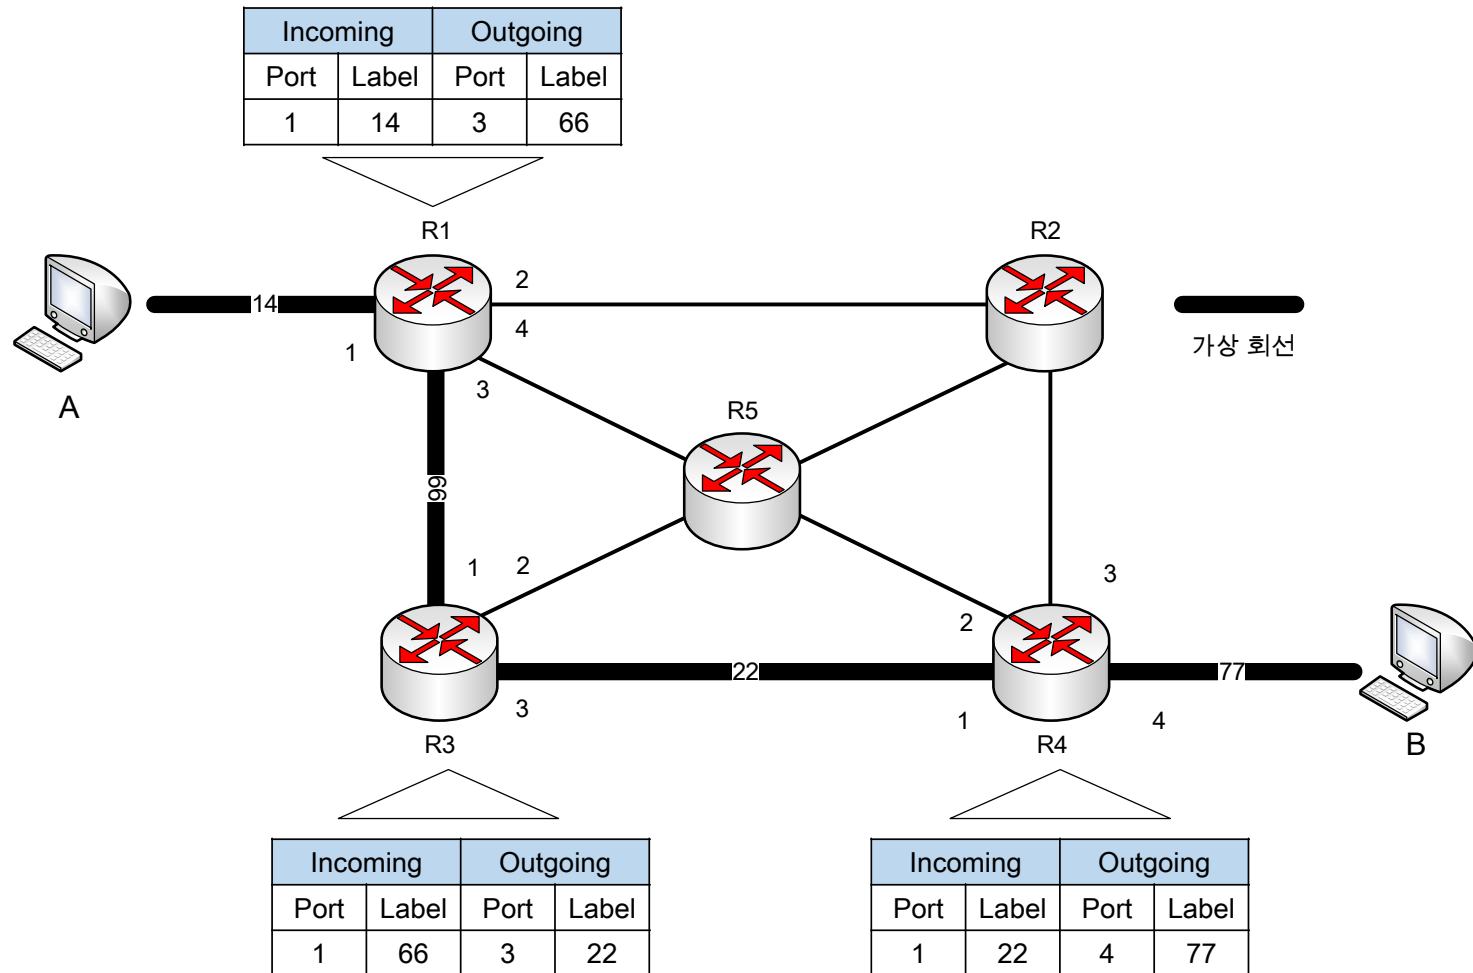 Incoming Outgoing
Port Label Port Label
1 14 3 66
R1
R2
2
14
4
1
가상 회선
A
3
R5
66
1
2
3
2
22
77
3
1
4
R3
R4
B
Incoming Outgoing
Port Label Port Label
1 66 3 22
Incoming Outgoing
Port Label Port Label
1 22 4 77